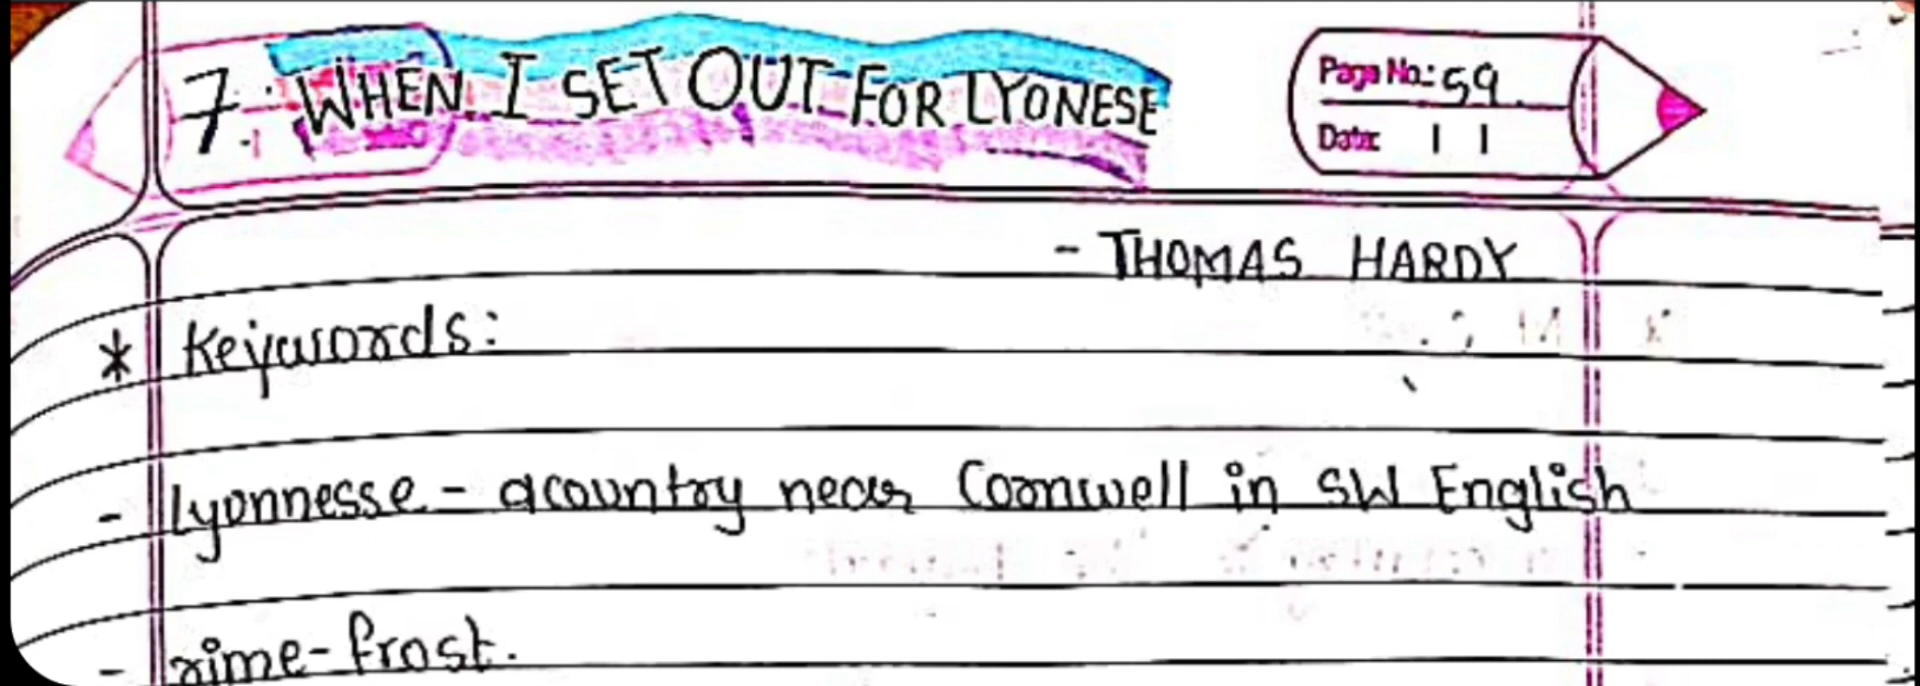 7. WHEN I SET OUT FOR LYONESE
Page No.: 59.
Date: | |
- THOMAS HARDY
* Keywords:
- Lyonnesse - a country near Cornwell in SW English
- rime - frost.